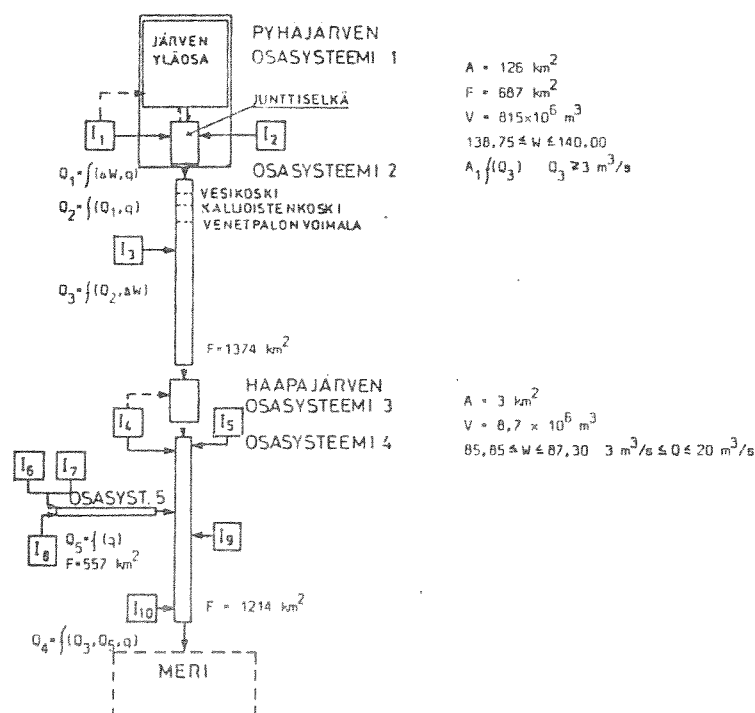 JÄRVEN
YLÄOSA
PYHÄJÄRVEN
OSASYSTEEMI 1
JUNTTISELKÄ
I1
I2
A = 126 km²
F = 687 km²
V = 815×10⁶ m³
138,75 ≤ W ≤ 140,00
A₁ ∫(Q₃) Q₃ ≥ 3 m³/s
OSASYSTEEMI 2
Q₁=∫(ΔW,q)
Q₂=∫(Q₁,q)
VESIKOSKI
KALLIOISTENKOSKI
VENETPALON VOIMALA
I3
Q₃=∫(Q₂,ΔW)
F=1374 km²
HAAPAJÄRVEN
OSASYSTEEMI 3
I4
I5
OSASYSTEEMI 4
A = 3 km²
V = 8,7 × 10⁶ m³
85,85 ≤ W ≤ 87,30 3 m³/s ≤ Q ≤ 20 m³/s
I6
I7
OSASYST. 5
I8
Q₅=∫(q)
F=557 km²
I9
I10
F = 1214 km²
Q₄=∫(Q₃,Q₅,q)
MERI